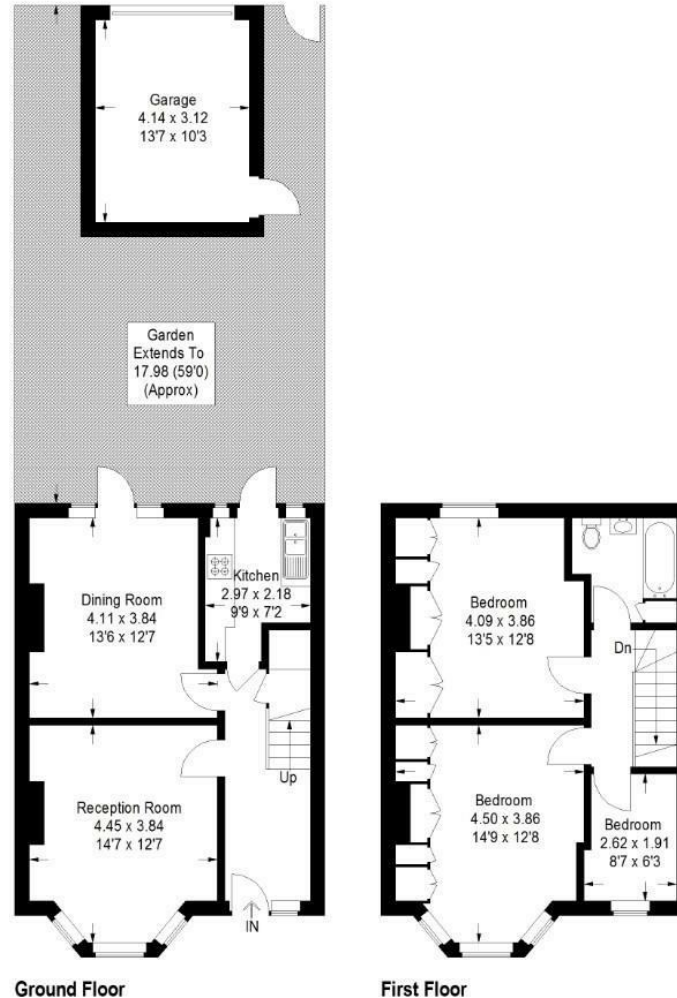 Garage
4.14 x 3.12
13'7 x 10'3
Garden
Extends To
17.98 (59'0)
(Approx)
Dining Room
4.11 x 3.84
13'6 x 12'7
Kitchen
2.97 x 2.18
9'9 x 7'2
Up
Reception Room
4.45 x 3.84
14'7 x 12'7
IN
Ground Floor
Bedroom
4.09 x 3.86
13'5 x 12'8
Dn
Bedroom
4.50 x 3.86
14'9 x 12'8
Bedroom
2.62 x 1.91
8'7 x 6'3
First Floor